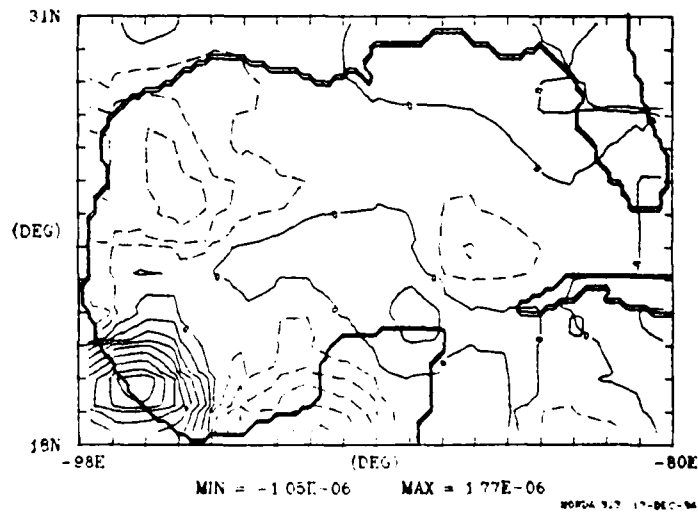 31N
(DEG)
18N
-98E (DEG) -80E
MIN = -1.05E-06 MAX = 1.77E-06